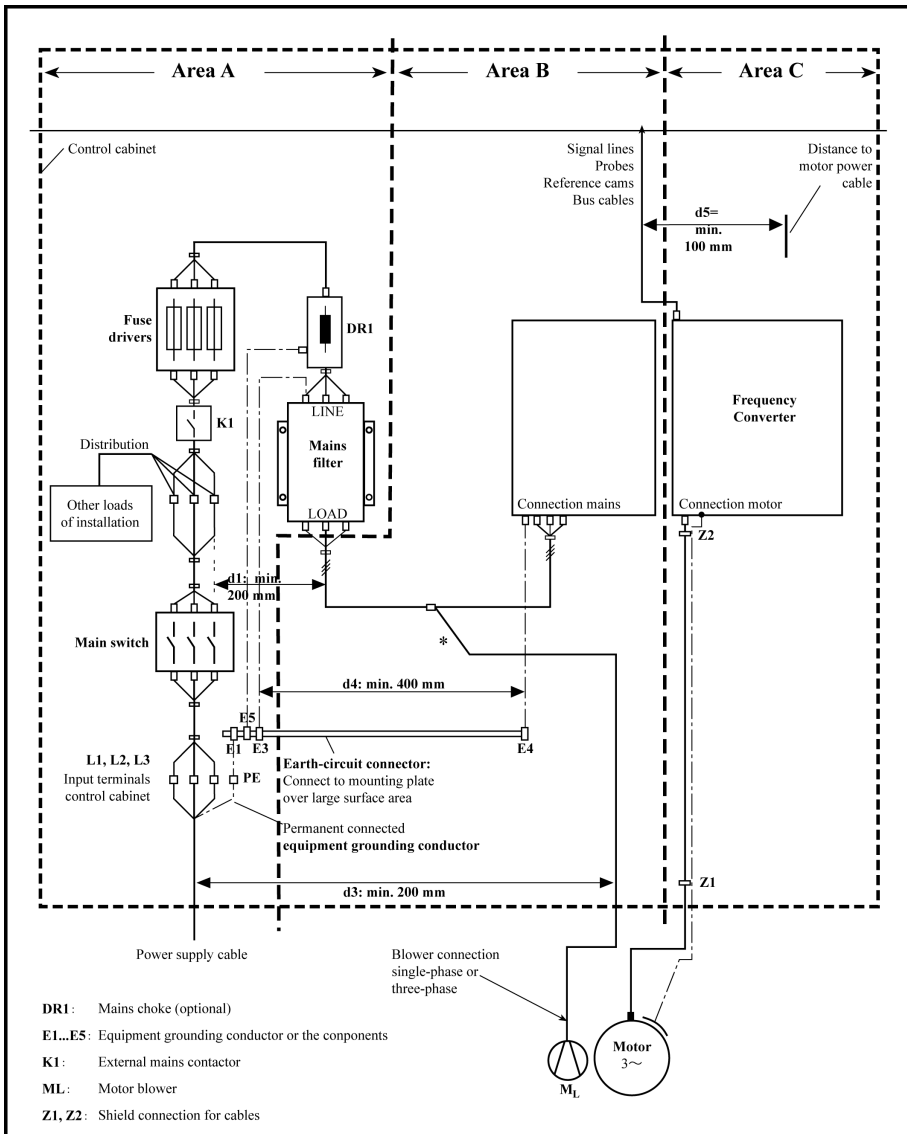 Area A
Area B
Area C
Control cabinet
Signal lines
Probes
Reference cams
Bus cables
Distance to
motor power
cable
d5=
min.
100 mm
Fuse
drivers
DR1
K1
LINE
Mains
filter
LOAD
Frequency
Converter
Distribution
Other loads
of installation
Connection mains
Connection motor
Z2
d1: min.
200 mm
Main switch
*
d4: min. 400 mm
E5
E1
E3
E4
L1, L2, L3
Input terminals
control cabinet
PE
Earth-circuit connector:
Connect to mounting plate
over large surface area
Permanent connected
equipment grounding conductor
Z1
d3: min. 200 mm
Power supply cable
Blower connection
single-phase or
three-phase
DR1: Mains choke (optional)
E1...E5: Equipment grounding conductor or the conponents
K1: External mains contactor
ML: Motor blower
Z1, Z2: Shield connection for cables
ML
Motor
3~